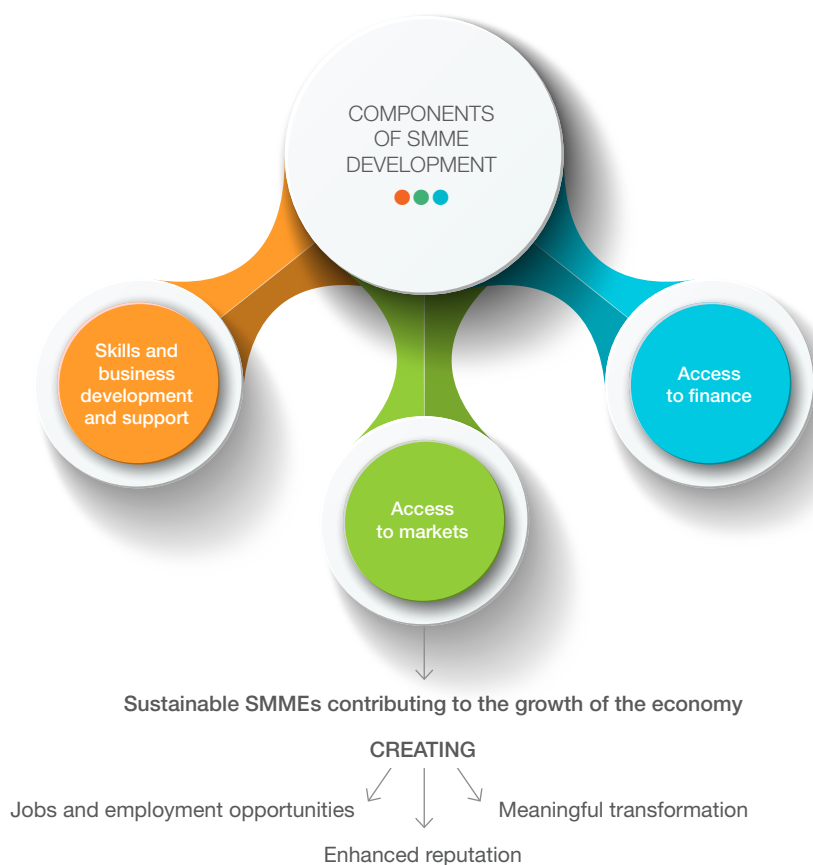 COMPONENTS
OF SMME
DEVELOPMENT
Skills and
business
development
and support
Access
to finance
Access
to markets
Sustainable SMMEs contributing to the growth of the economy
CREATING
Jobs and employment opportunities
Meaningful transformation
Enhanced reputation